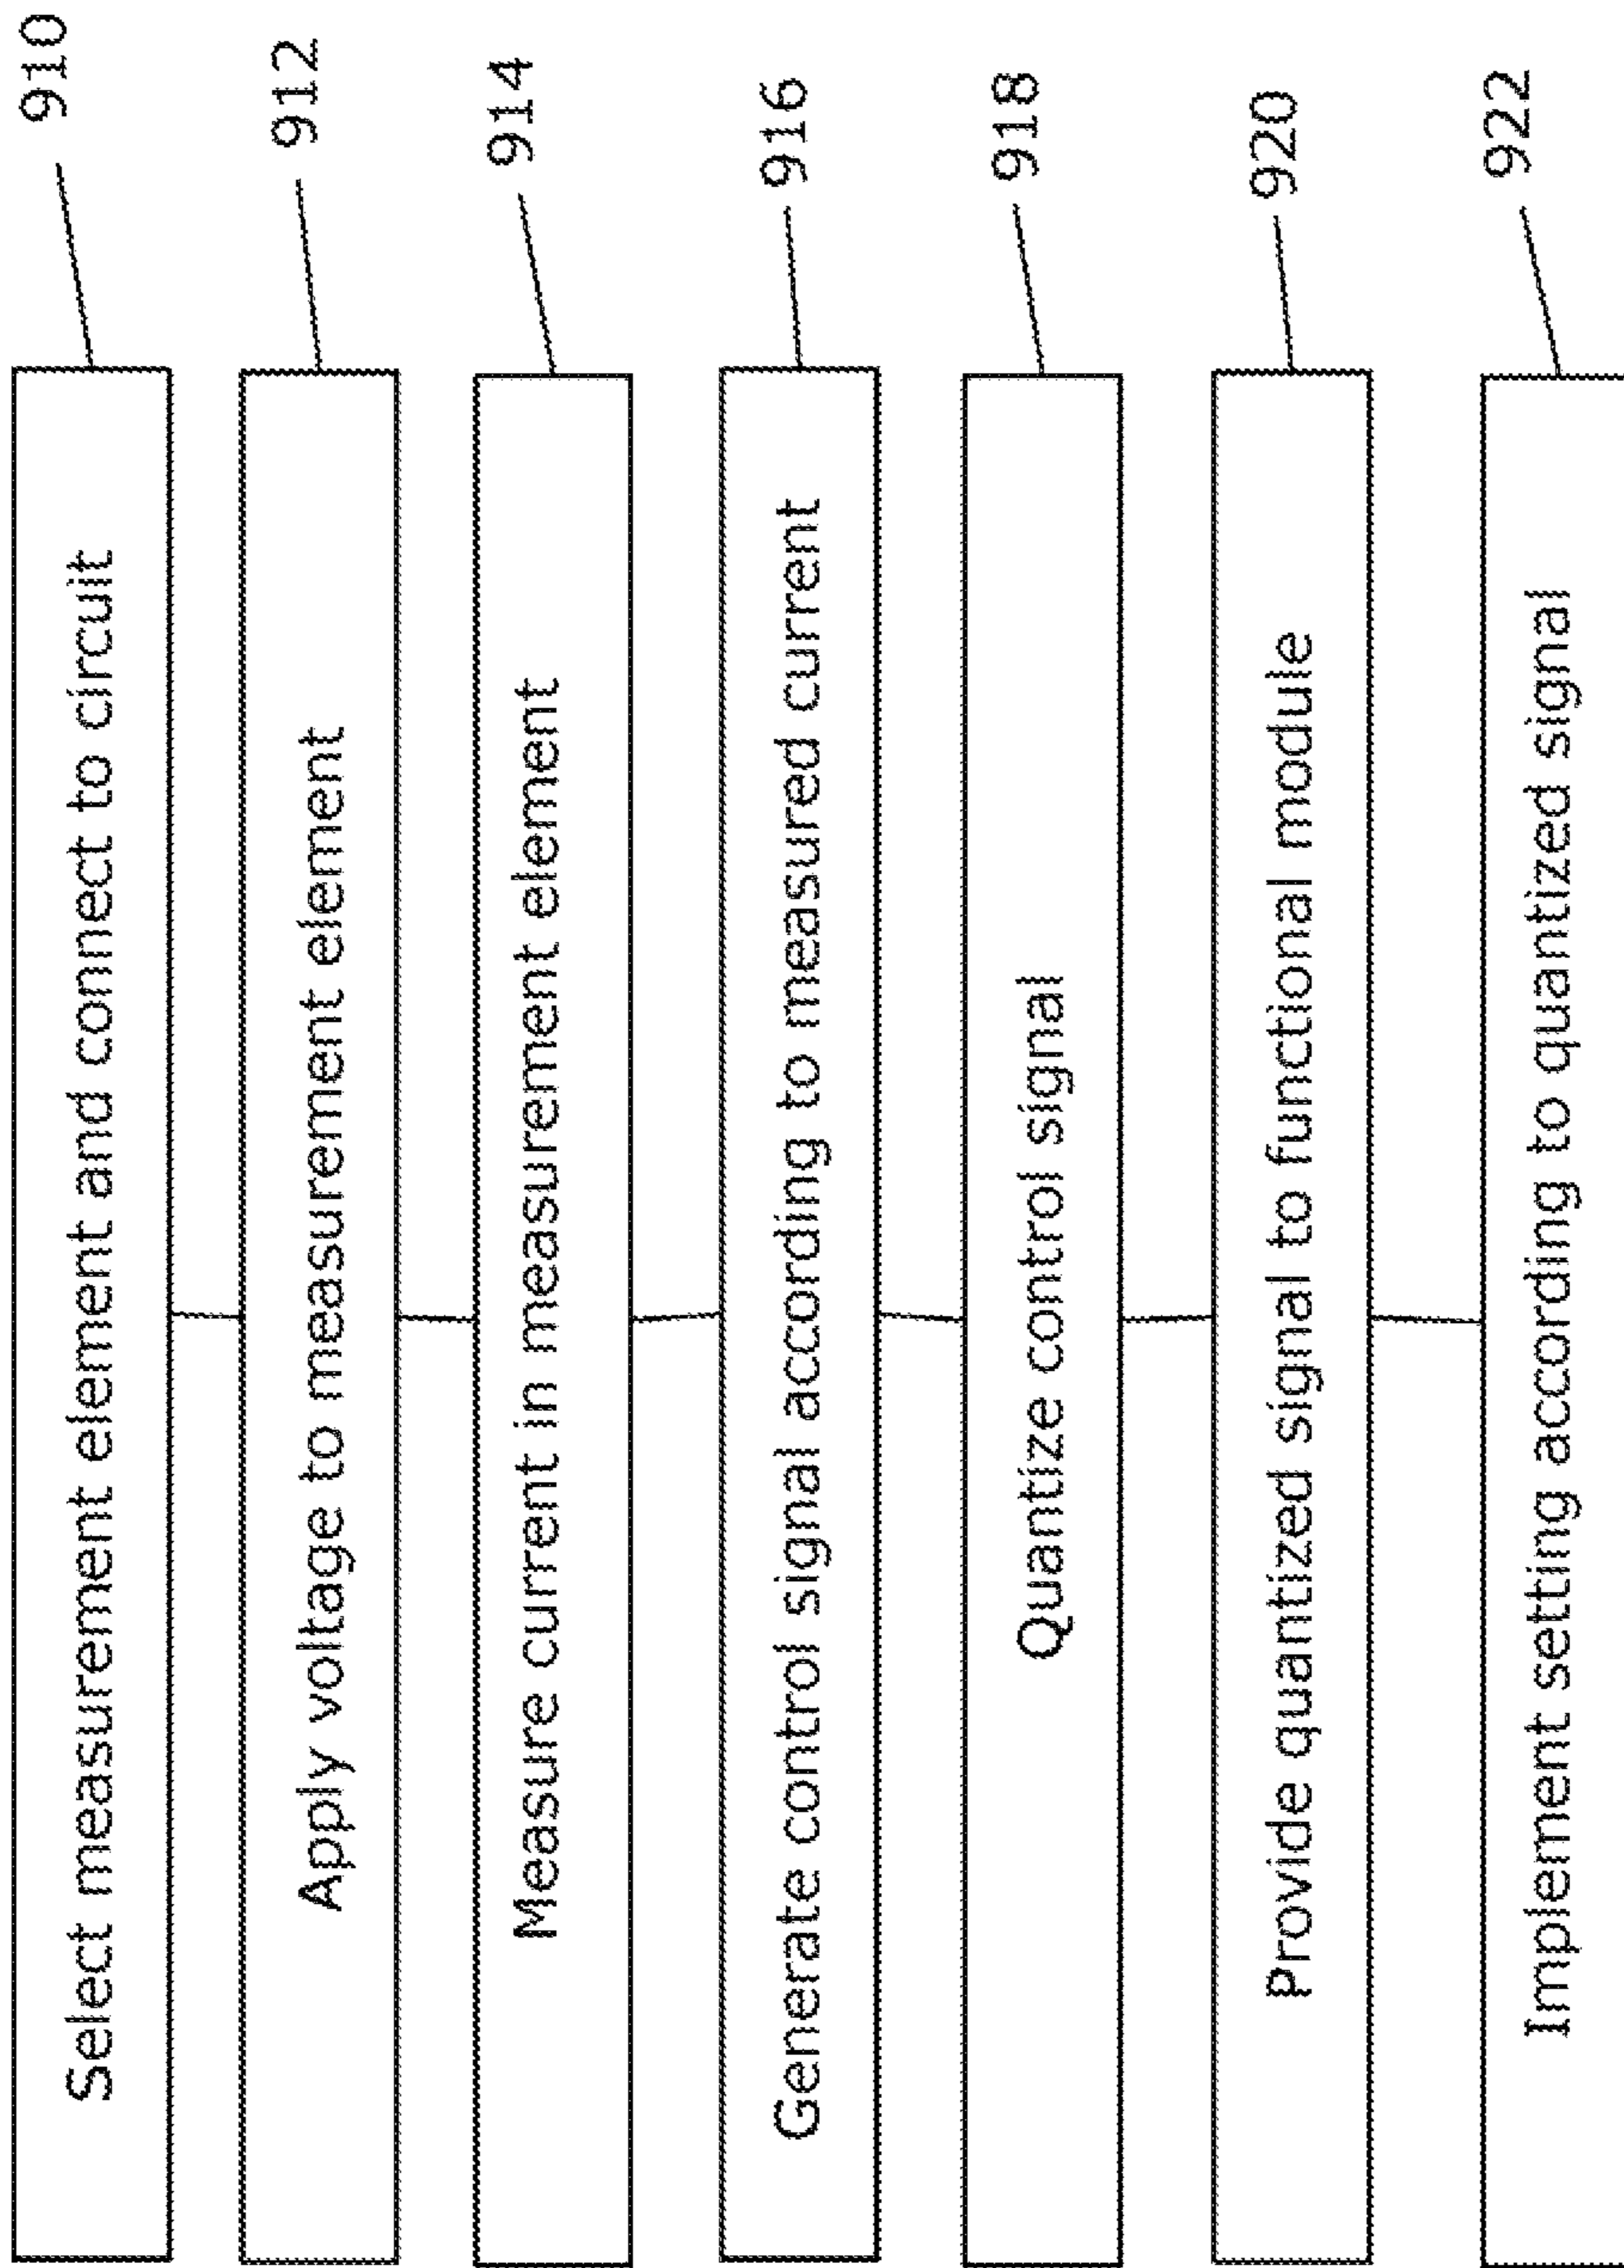 Select measurement element and connect to circuit
910
Apply voltage to measurement element
912
Measure current in measurement element
914
Generate control signal according to measured current
916
Quantize control signal
918
Provide quantized signal to functional module
920
Implement setting according to quantized signal
922